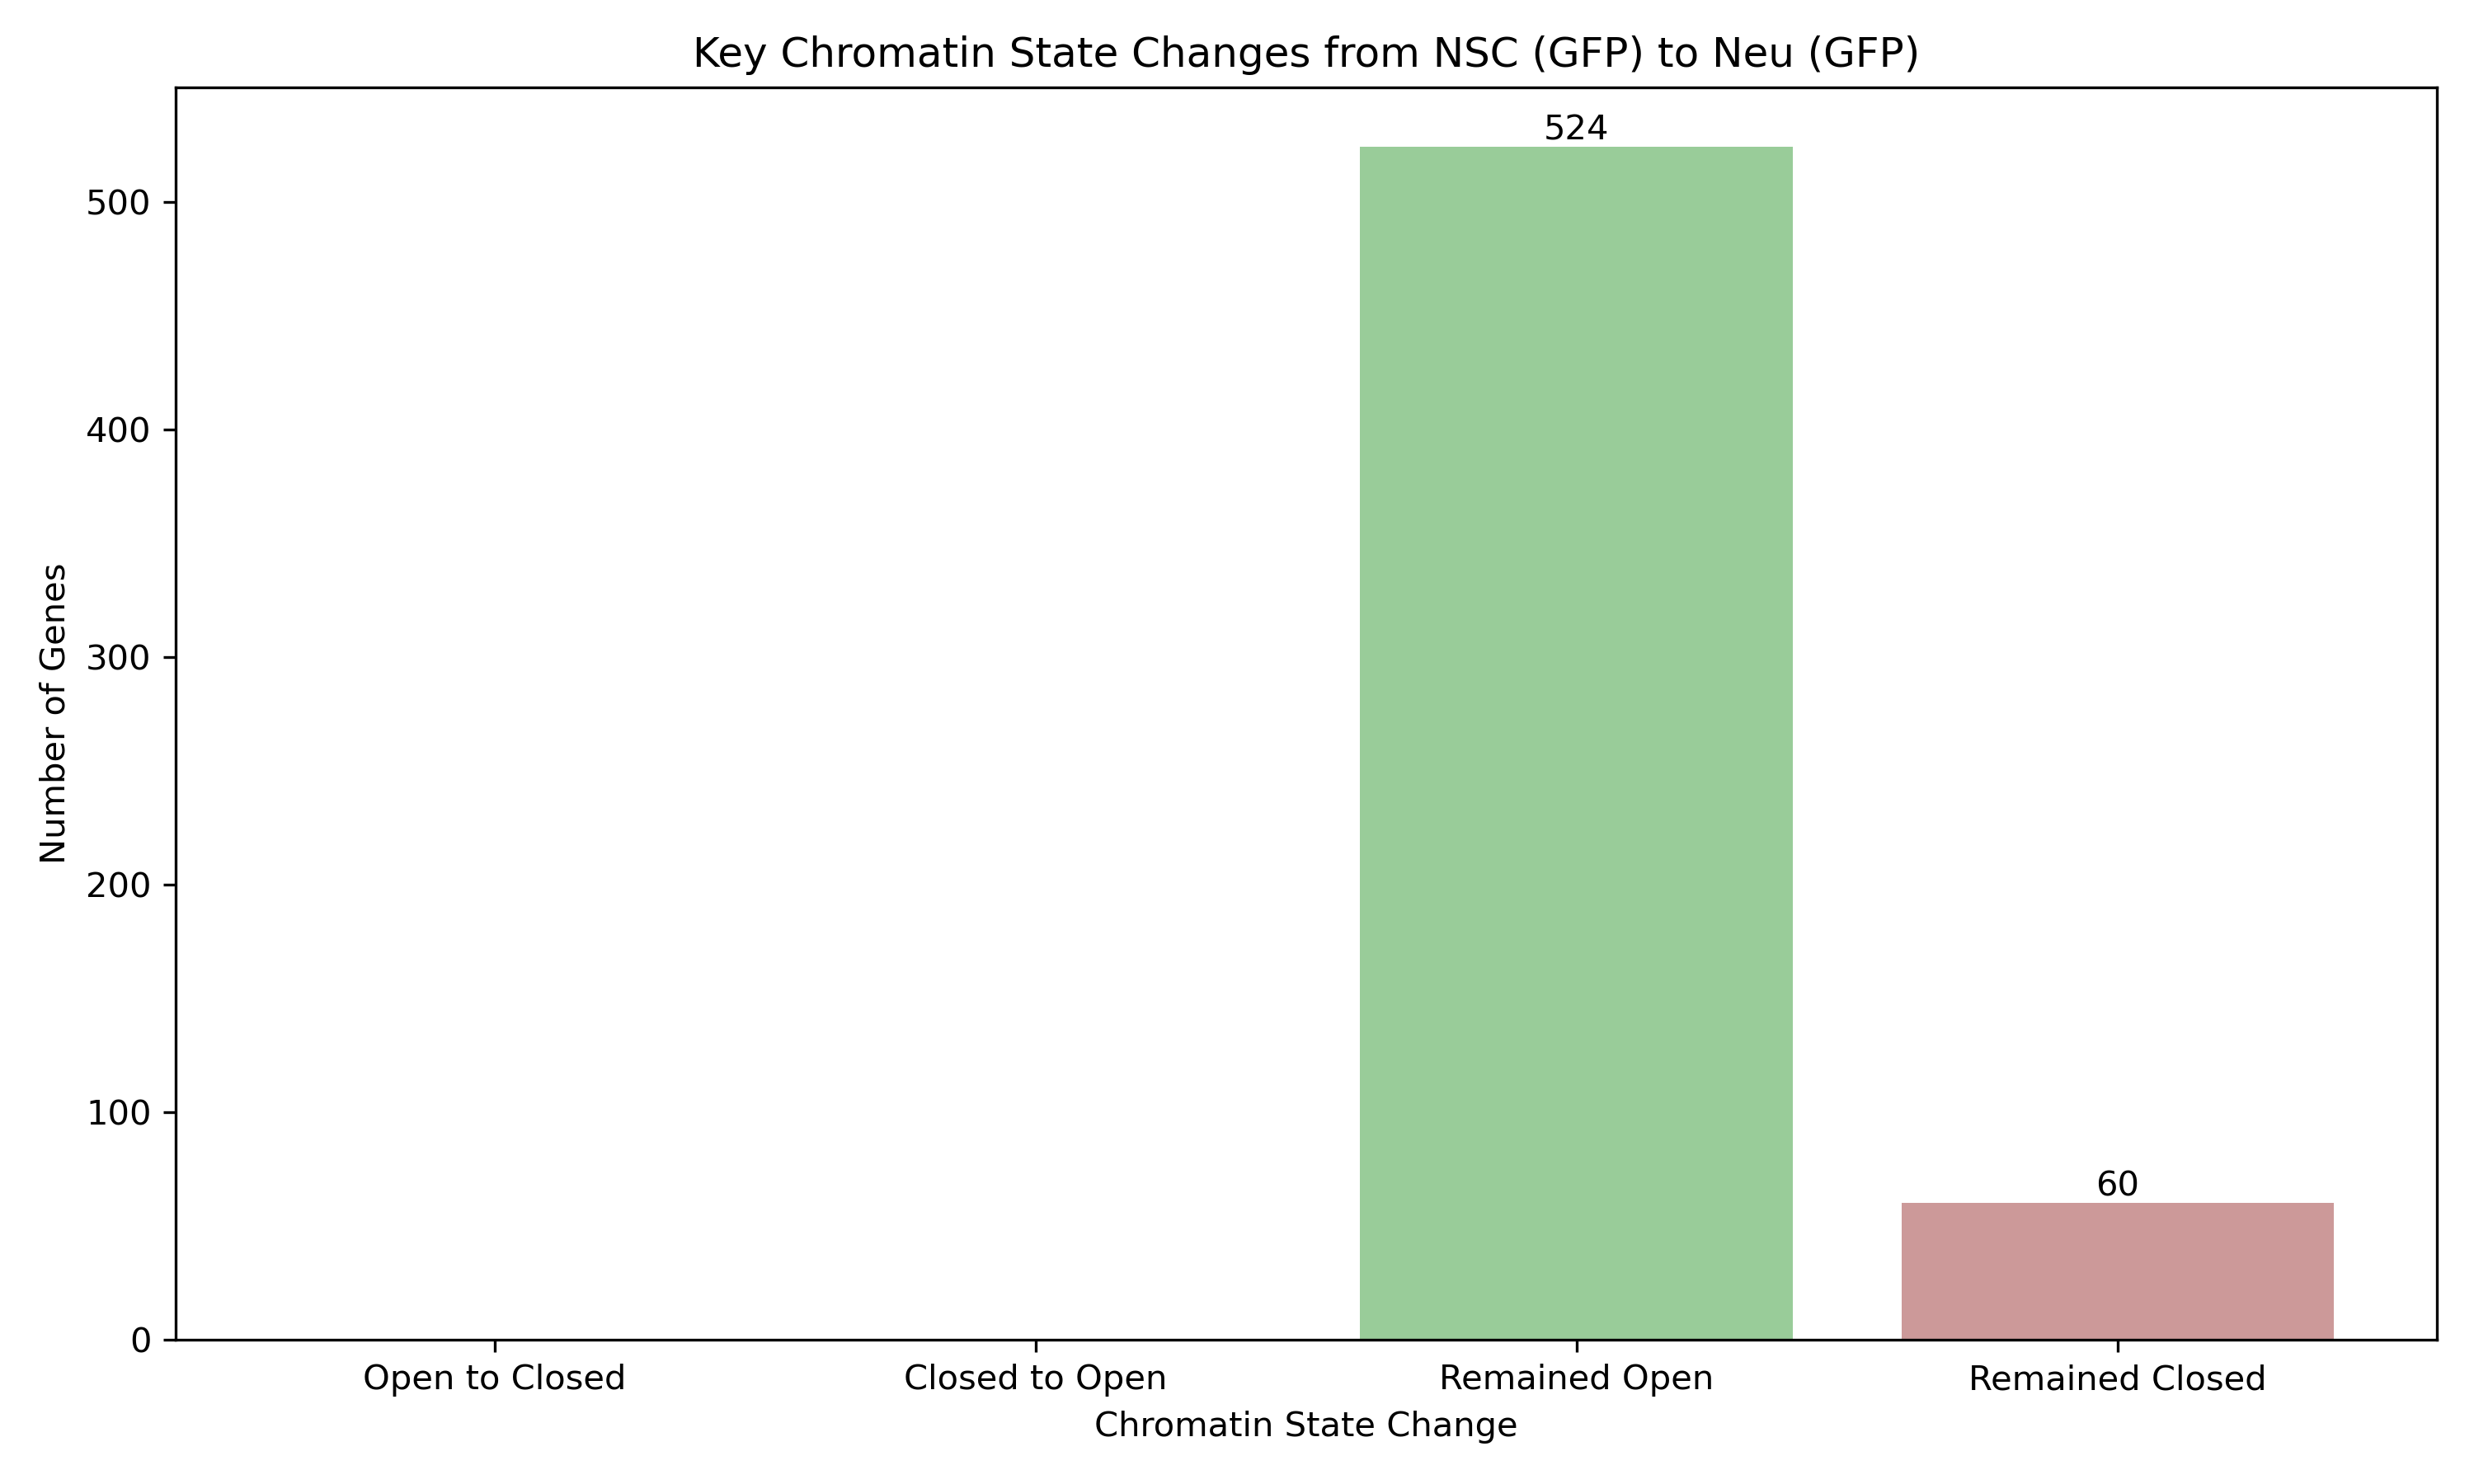 Key Chromatin State Changes from NSC (GFP) to Neu (GFP)
524
500
400
300
200
100
60
0
Number of Genes
Open to Closed
Closed to Open
Remained Open
Remained Closed
Chromatin State Change